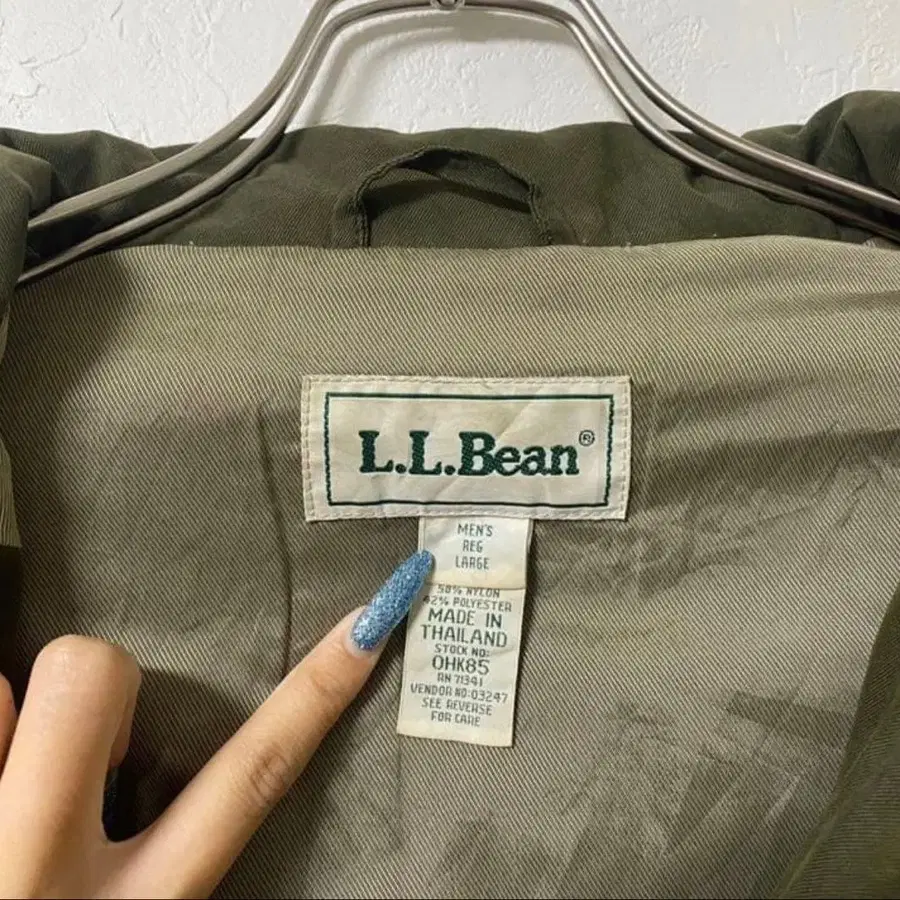 L.L.Bean®
MEN'S
REG
LARGE
58% NYLON
42% POLYESTER
MADE IN
THAILAND
STOCK NO:
OHK85
RN 71341
VENDOR NO:03247
SEE REVERSE
FOR CARE